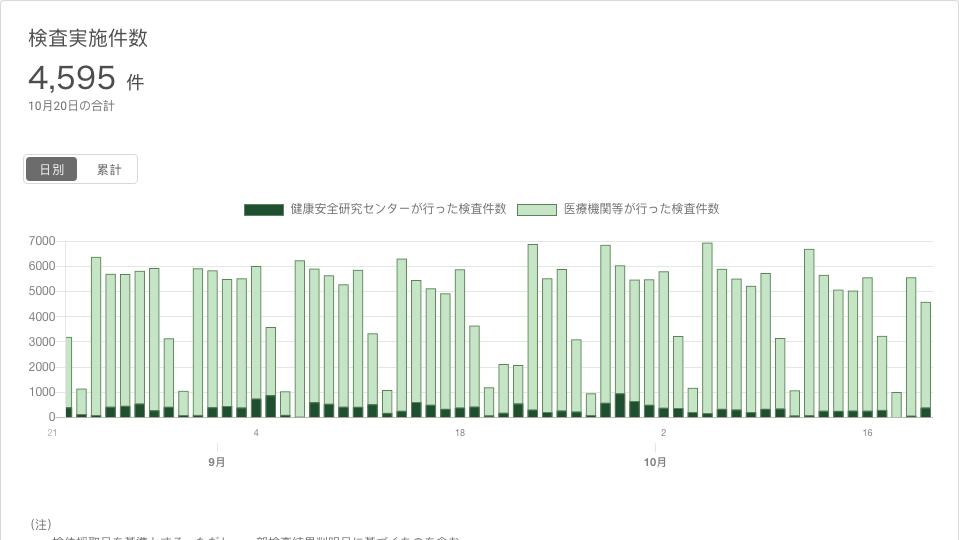 検査実施件数
4,595 件
10月20日の合計
日別 累計
健康安全研究センターが行った検査件数 医療機関等が行った検査件数
7000
6000
5000
4000
3000
2000
1000
0
21 4 18 2 16
9月 10月
(注)